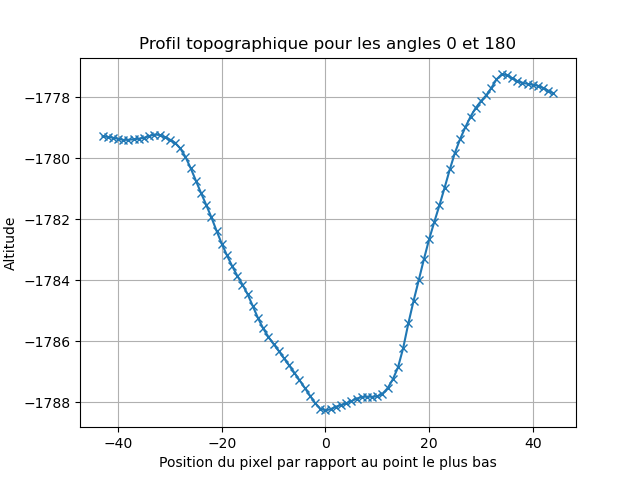 Profil topographique pour les angles 0 et 180
Altitude
−1778
−1780
−1782
−1784
−1786
−1788
−40 −20 0 20 40
Position du pixel par rapport au point le plus bas